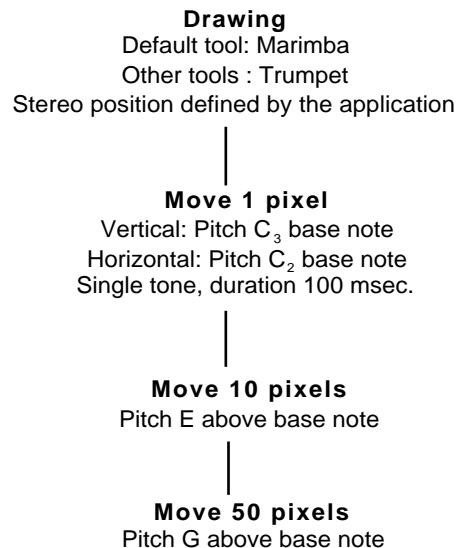 Drawing
Default tool: Marimba
Other tools : Trumpet
Stereo position defined by the application
Move 1 pixel
Vertical: Pitch C₃ base note
Horizontal: Pitch C₂ base note
Single tone, duration 100 msec.
Move 10 pixels
Pitch E above base note
Move 50 pixels
Pitch G above base note